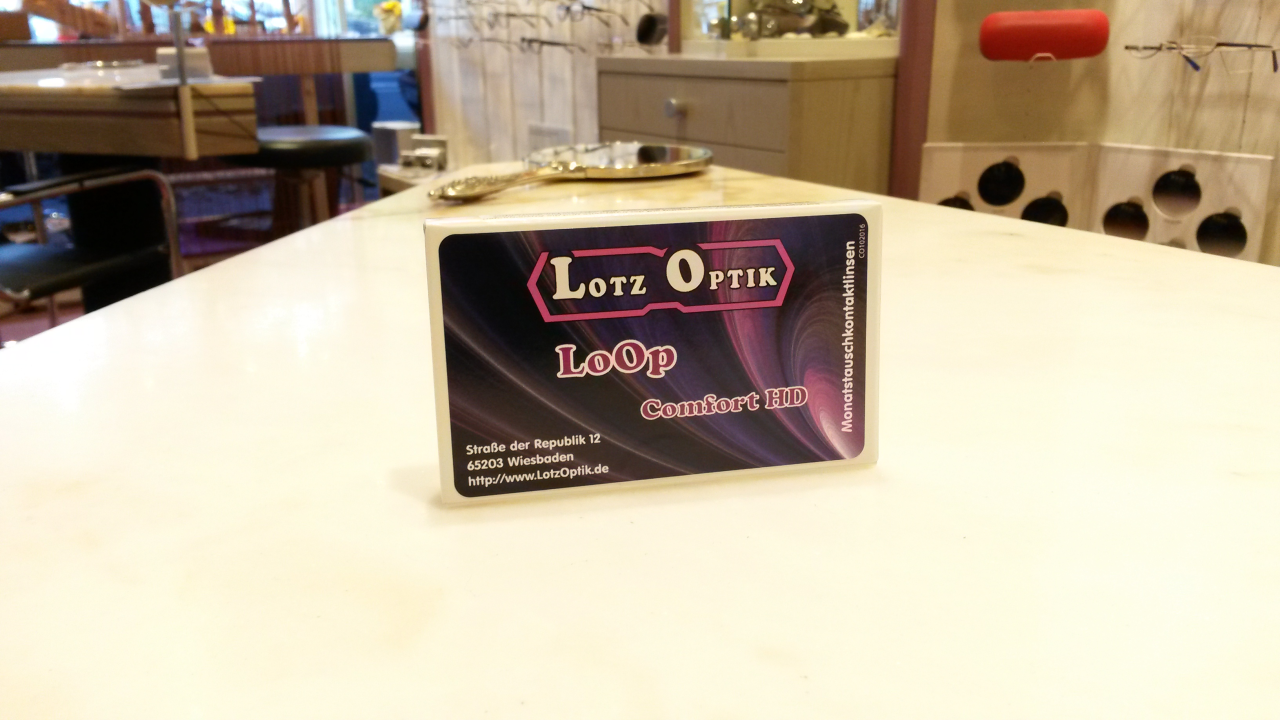 Lotz Optik
LoOp
Comfort HD
Straße der Republik 12
65203 Wiesbaden
http://www.LotzOptik.de
Monatstauschkontaktlinsen
CO102016